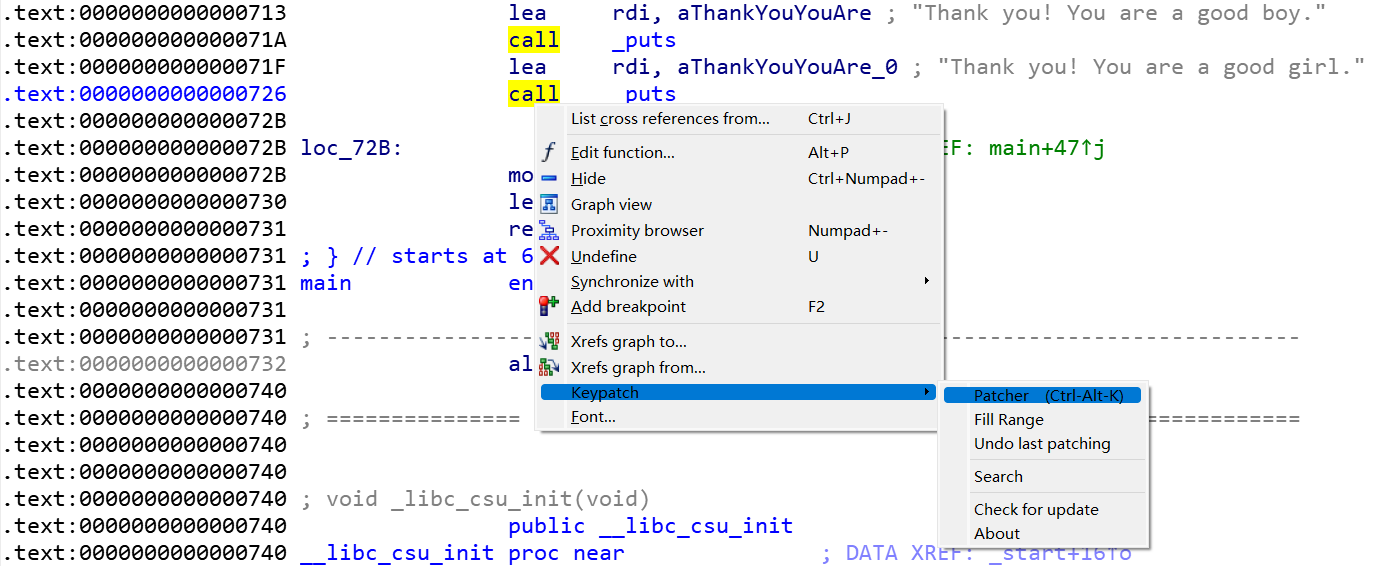 .text:0000000000000713 lea rdi, aThankYouYouAre ; "Thank you! You are a good boy."
.text:000000000000071A call _puts
.text:000000000000071F lea rdi, aThankYouYouAre_0 ; "Thank you! You are a good girl."
.text:0000000000000726 call _puts
.text:000000000000072B
.text:000000000000072B loc_72B: EF: main+47↑j
.text:000000000000072B mo
.text:0000000000000730 le
.text:0000000000000731 re
.text:0000000000000731 ; } // starts at 6
.text:0000000000000731 main en
.text:0000000000000731
.text:0000000000000731 ; ---------------------------------------------------------------------------
.text:0000000000000732 al
.text:0000000000000740
.text:0000000000000740 ; =============== ============
.text:0000000000000740
.text:0000000000000740
.text:0000000000000740 ; void _libc_csu_init(void)
.text:0000000000000740 public __libc_csu_init
.text:0000000000000740 __libc_csu_init proc near ; DATA XREF: _start+16↑o
List cross references from... Ctrl+J
Edit function... Alt+P
Hide Ctrl+Numpad+-
Graph view
Proximity browser Numpad+-
Undefine U
Synchronize with
Add breakpoint F2
Xrefs graph to...
Xrefs graph from...
Keypatch
Font...
Patcher (Ctrl-Alt-K)
Fill Range
Undo last patching
Search
Check for update
About